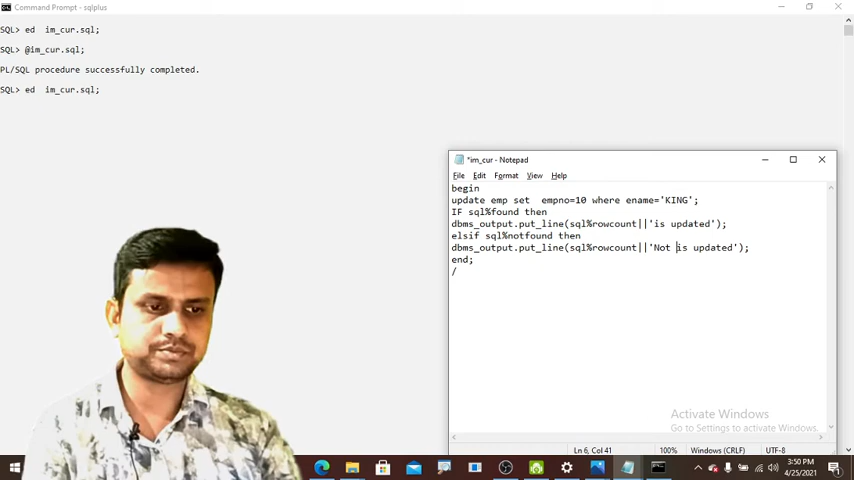 Command Prompt - sqlplus
SQL> ed  im_cur.sql;
SQL> @im_cur.sql;
PL/SQL procedure successfully completed.
SQL> ed  im_cur.sql;
*im_cur - Notepad
File Edit Format View Help
begin
update emp set  empno=10 where ename='KING';
IF sql%found then
dbms_output.put_line(sql%rowcount||'is updated');
elsif sql%notfound then
dbms_output.put_line(sql%rowcount||'Not is updated');
end;
/
Activate Windows
Go to Settings to activate Windows.
Ln 6, Col 41
100%
Windows (CRLF)
UTF-8
3:50 PM
4/25/2021